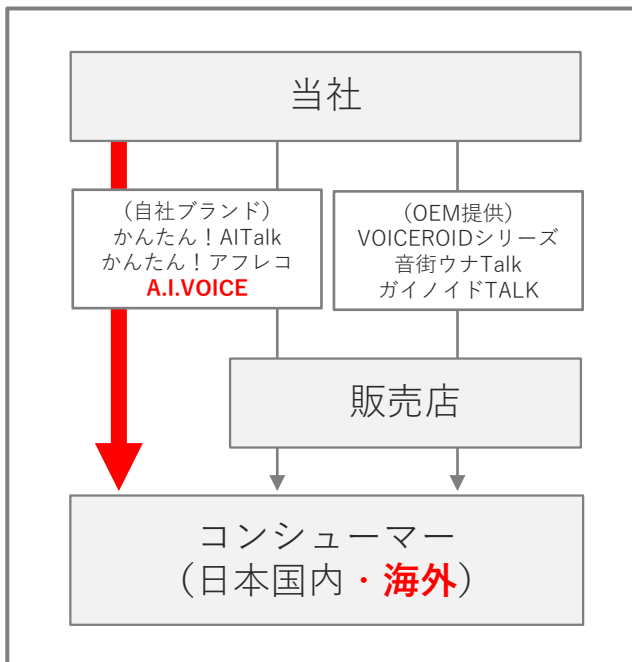 当社
(自社ブランド)
かんたん！AITalk
かんたん！アフレコ
A.I.VOICE
(OEM提供)
VOICEROIDシリーズ
音街ウナTalk
ガイノイドTALK
販売店
コンシューマー
(日本国内・海外)